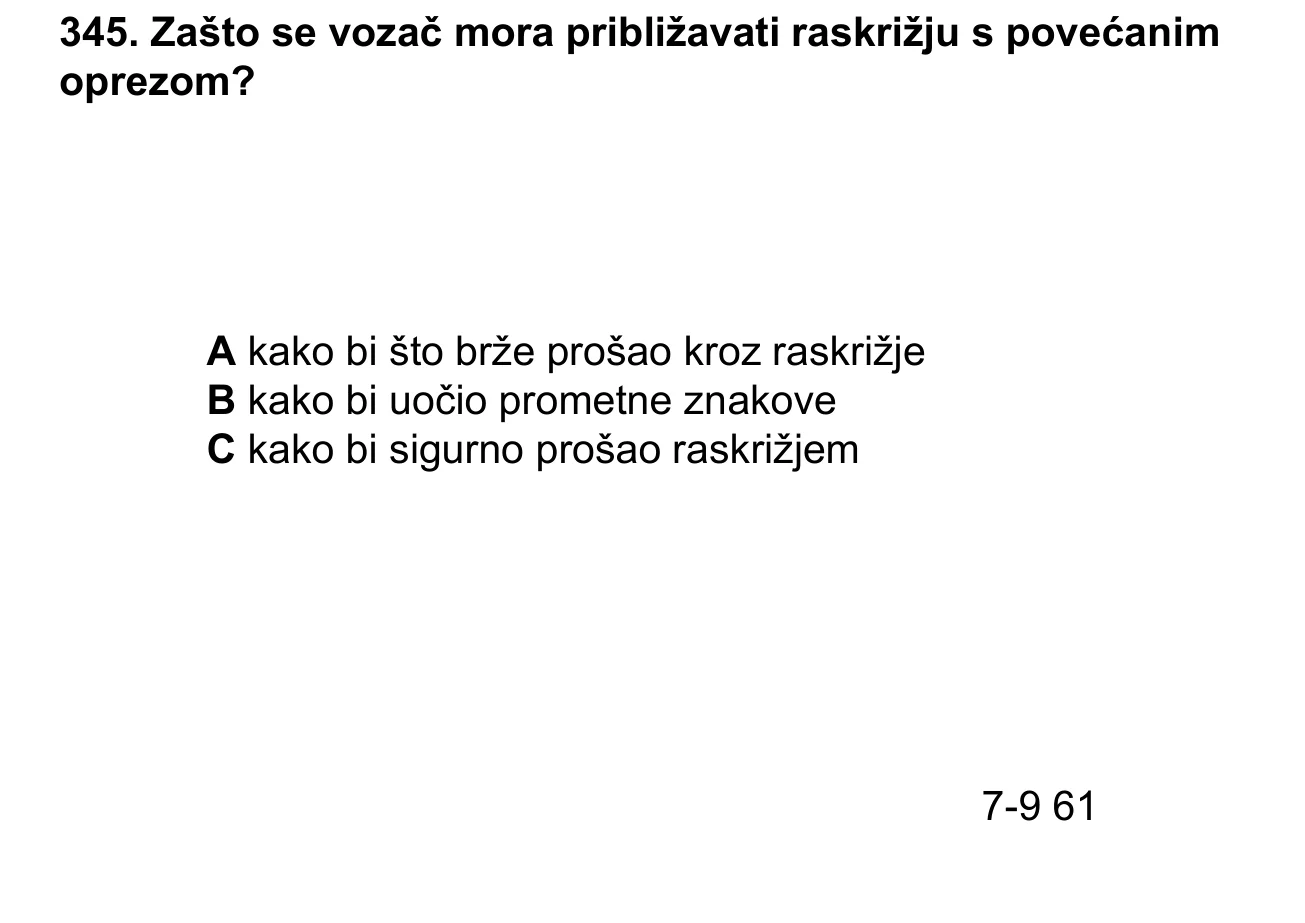 345. Zašto se vozač mora približavati raskrižju s povećanim
oprezom?
A kako bi što brže prošao kroz raskrižje
B kako bi uočio prometne znakove
C kako bi sigurno prošao raskrižjem
7-9 61